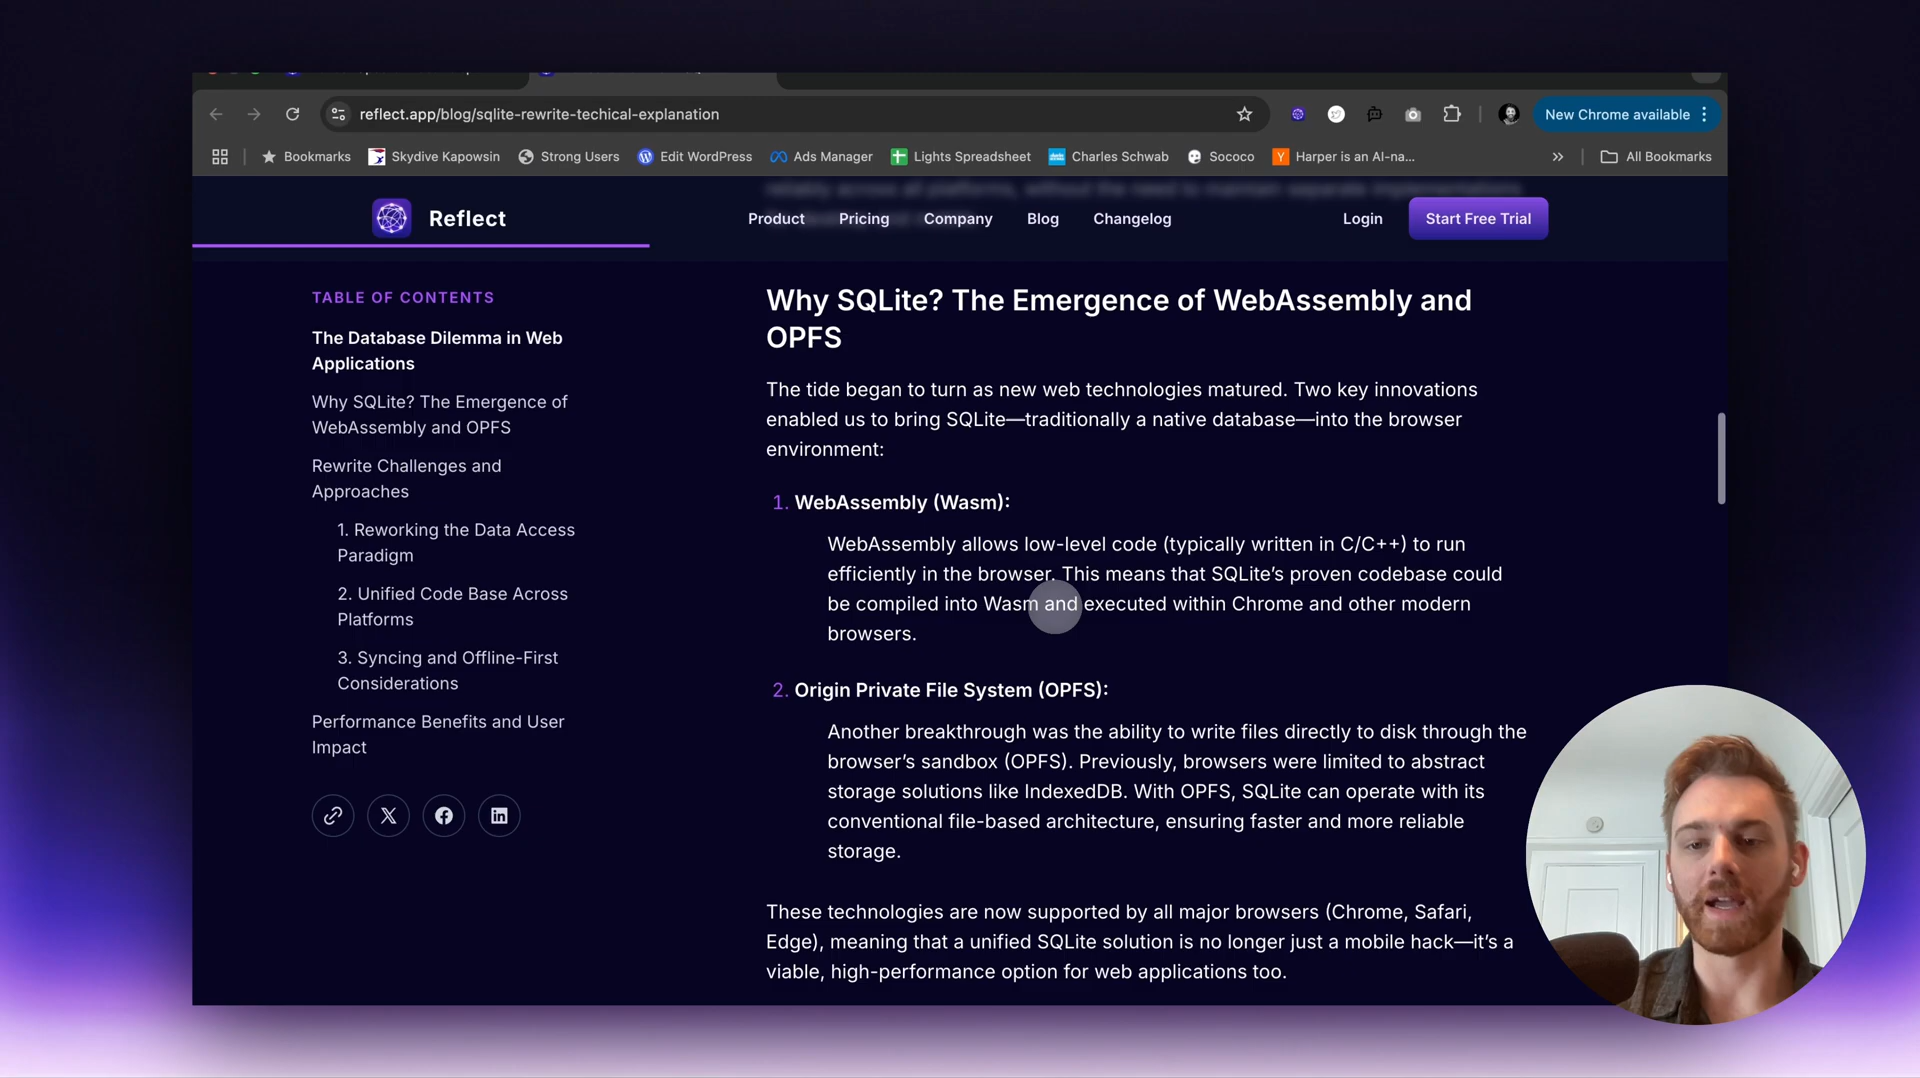 reflect.app/blog/sqlite-rewrite-techical-explanation
New Chrome available
Bookmarks
Skydive Kapowsin
Strong Users
Edit WordPress
Ads Manager
Lights Spreadsheet
Charles Schwab
Sococo
Harper is an AI-na...
All Bookmarks
reliably across all platforms, without the need to maintain separate implementations
Reflect
Product
Pricing
Company
Blog
Changelog
Login
Start Free Trial
TABLE OF CONTENTS
The Database Dilemma in Web
Applications
Why SQLite? The Emergence of
WebAssembly and OPFS
Rewrite Challenges and
Approaches
1. Reworking the Data Access
Paradigm
2. Unified Code Base Across
Platforms
3. Syncing and Offline-First
Considerations
Performance Benefits and User
Impact
Why SQLite? The Emergence of WebAssembly and
OPFS
The tide began to turn as new web technologies matured. Two key innovations
enabled us to bring SQLite—traditionally a native database—into the browser
environment:
1. WebAssembly (Wasm):
WebAssembly allows low-level code (typically written in C/C++) to run
efficiently in the browser. This means that SQLite’s proven codebase could
be compiled into Wasm and executed within Chrome and other modern
browsers.
2. Origin Private File System (OPFS):
Another breakthrough was the ability to write files directly to disk through the
browser’s sandbox (OPFS). Previously, browsers were limited to abstract
storage solutions like IndexedDB. With OPFS, SQLite can operate with its
conventional file-based architecture, ensuring faster and more reliable
storage.
These technologies are now supported by all major browsers (Chrome, Safari,
Edge), meaning that a unified SQLite solution is no longer just a mobile hack—it’s a
viable, high-performance option for web applications too.